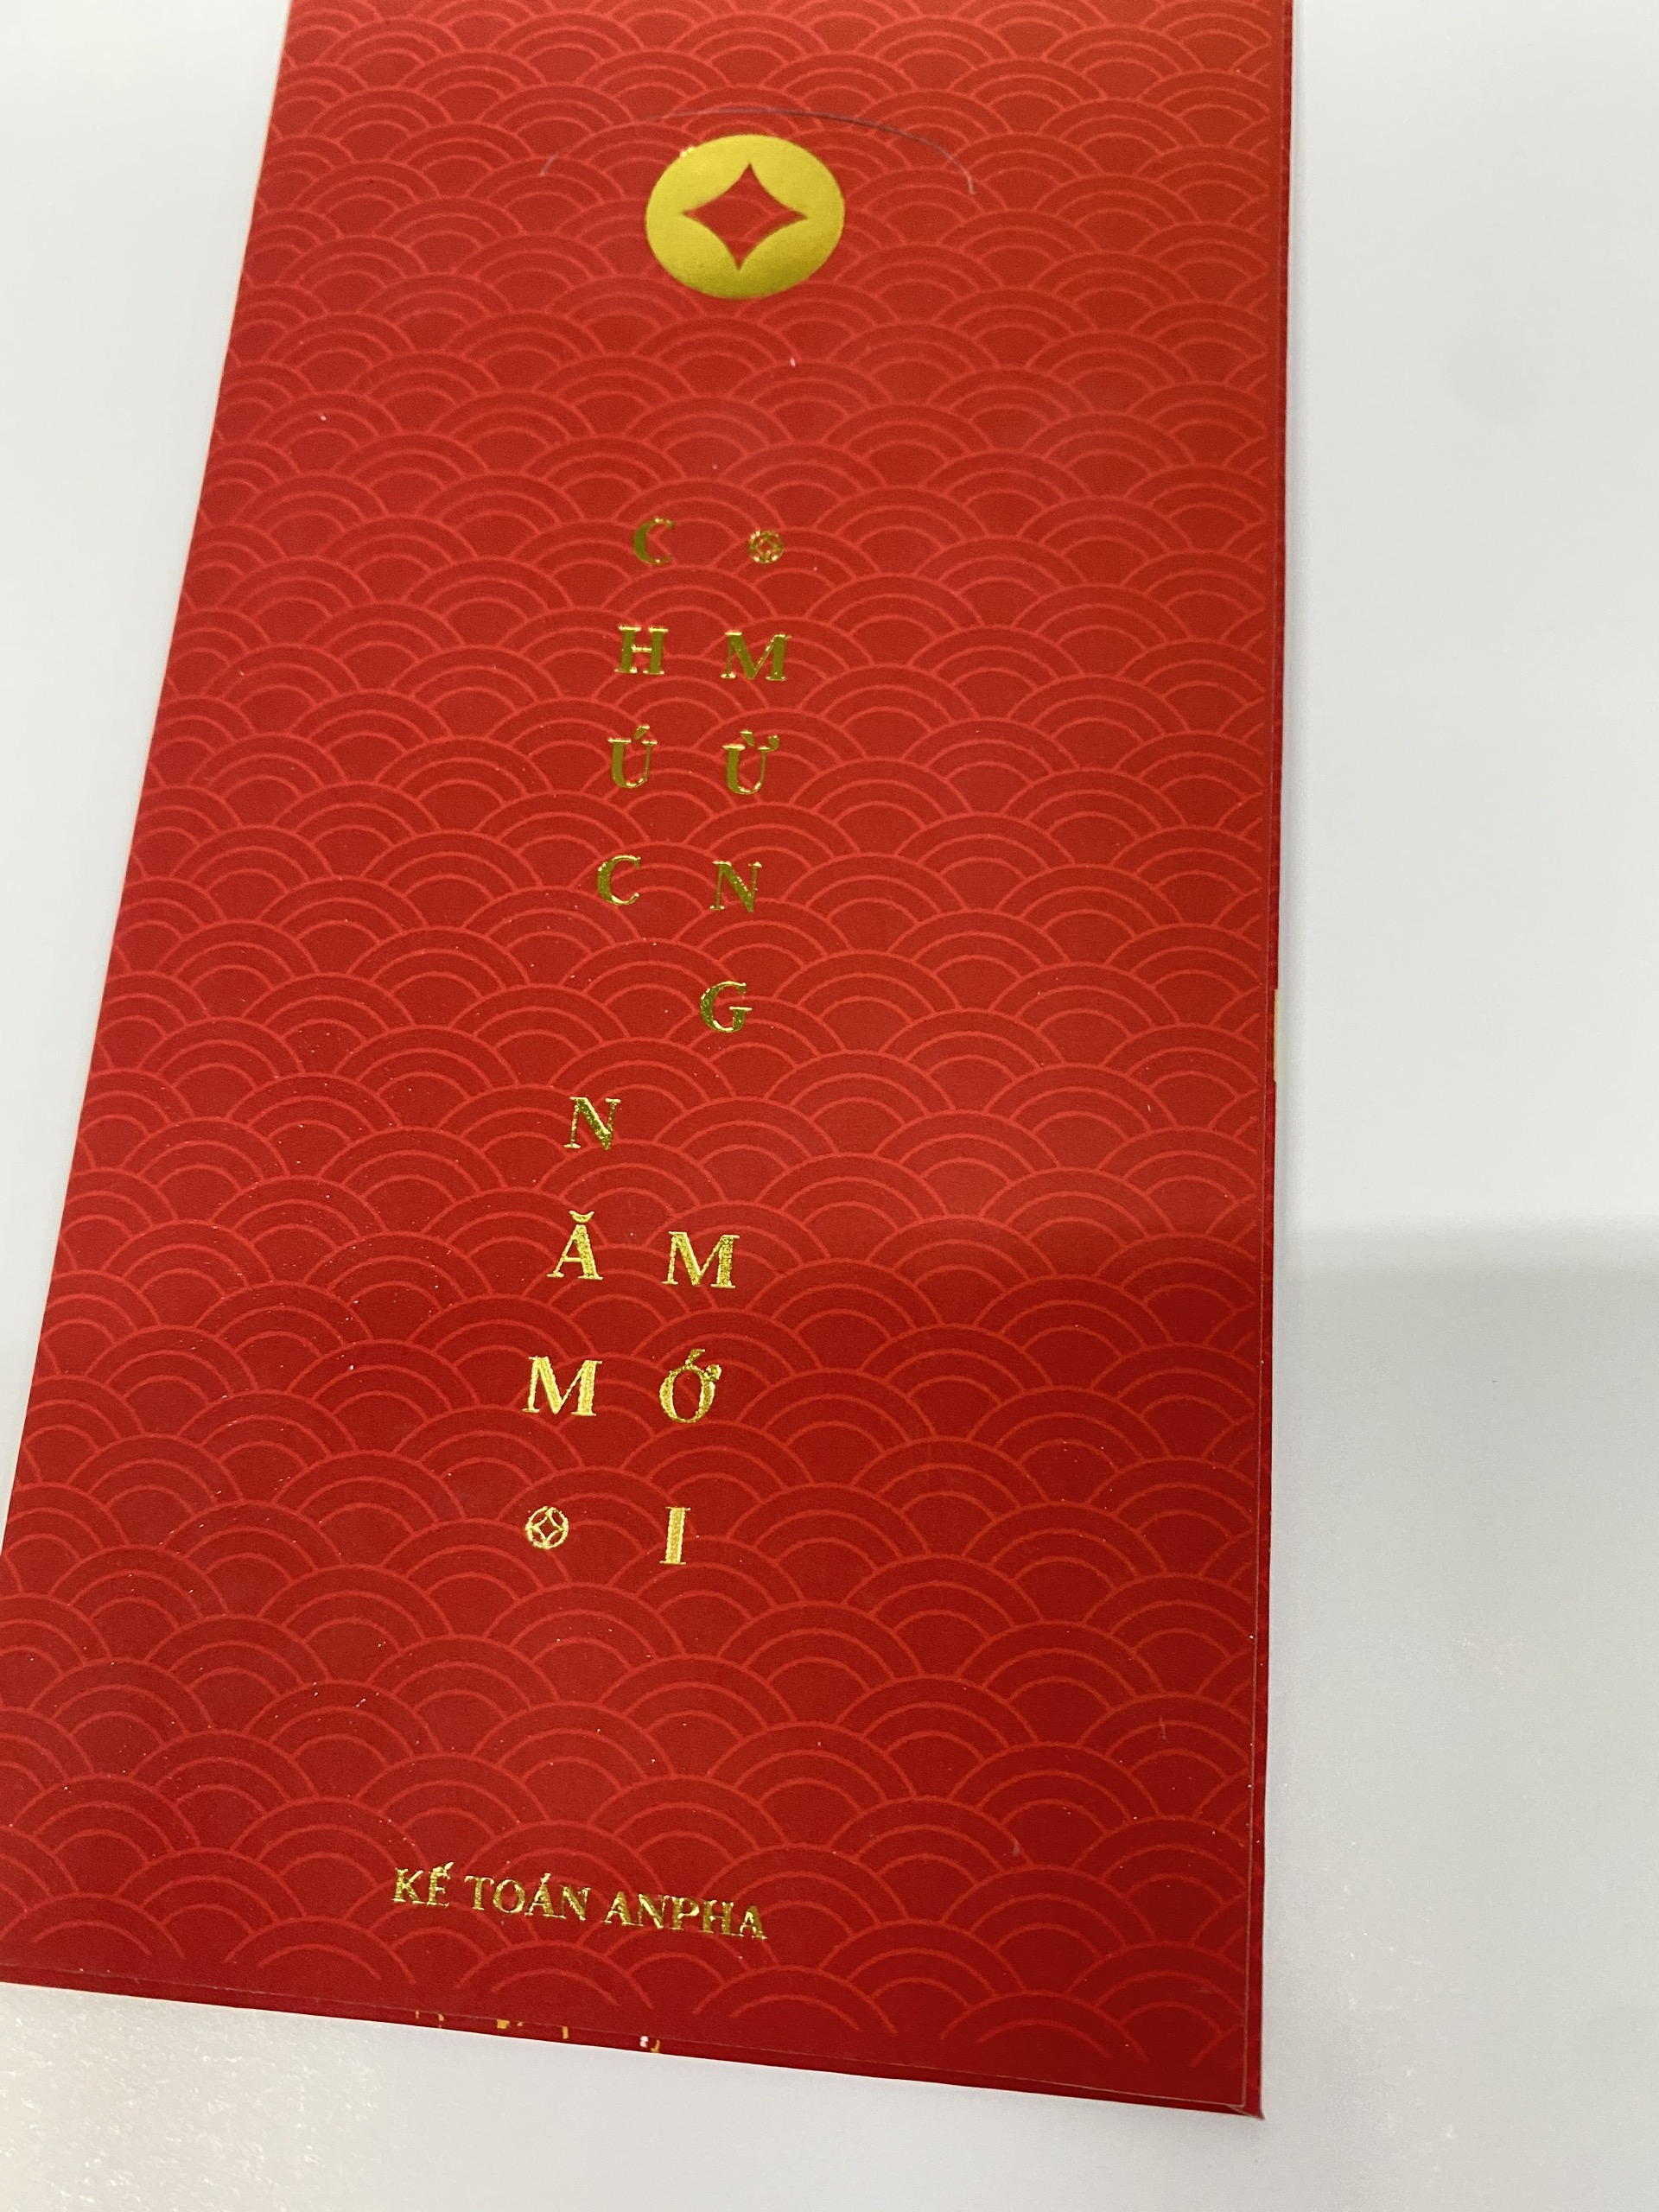 CHÚC
MỪNG
NĂM
MỚI
KẾ TOÁN ANPHA